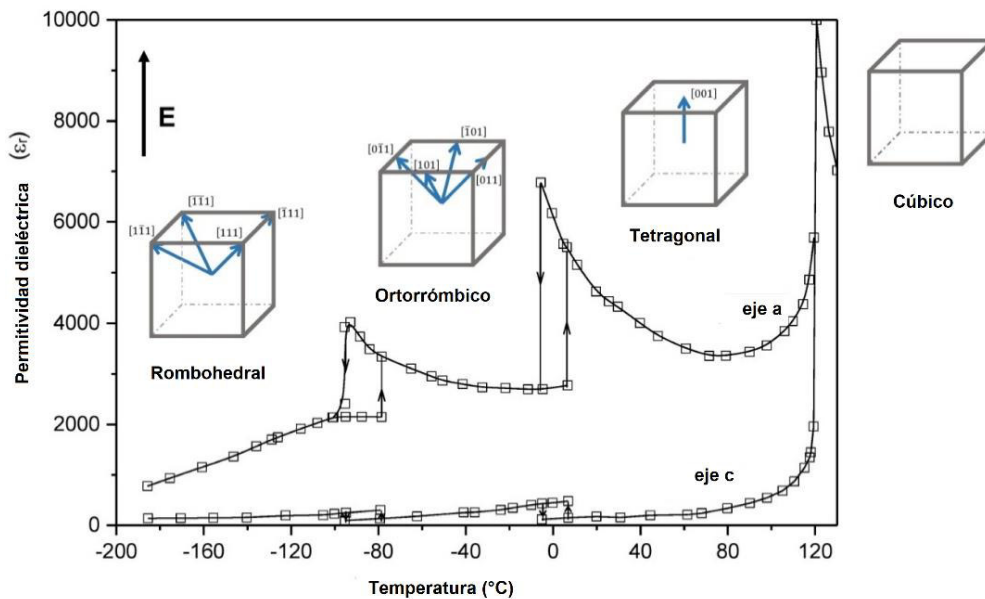 Permitividad dieléctrica (εᵣ)
10000
8000
6000
4000
2000
0
E
[11̄1]
[1̄1̄1]
[111]
[1̄11]
Rombohedral
[01̄1]
[101]
[1̄01]
[011]
Ortorrómbico
[001]
Tetragonal
Cúbico
eje a
eje c
-200
-160
-120
-80
-40
0
40
80
120
Temperatura (°C)